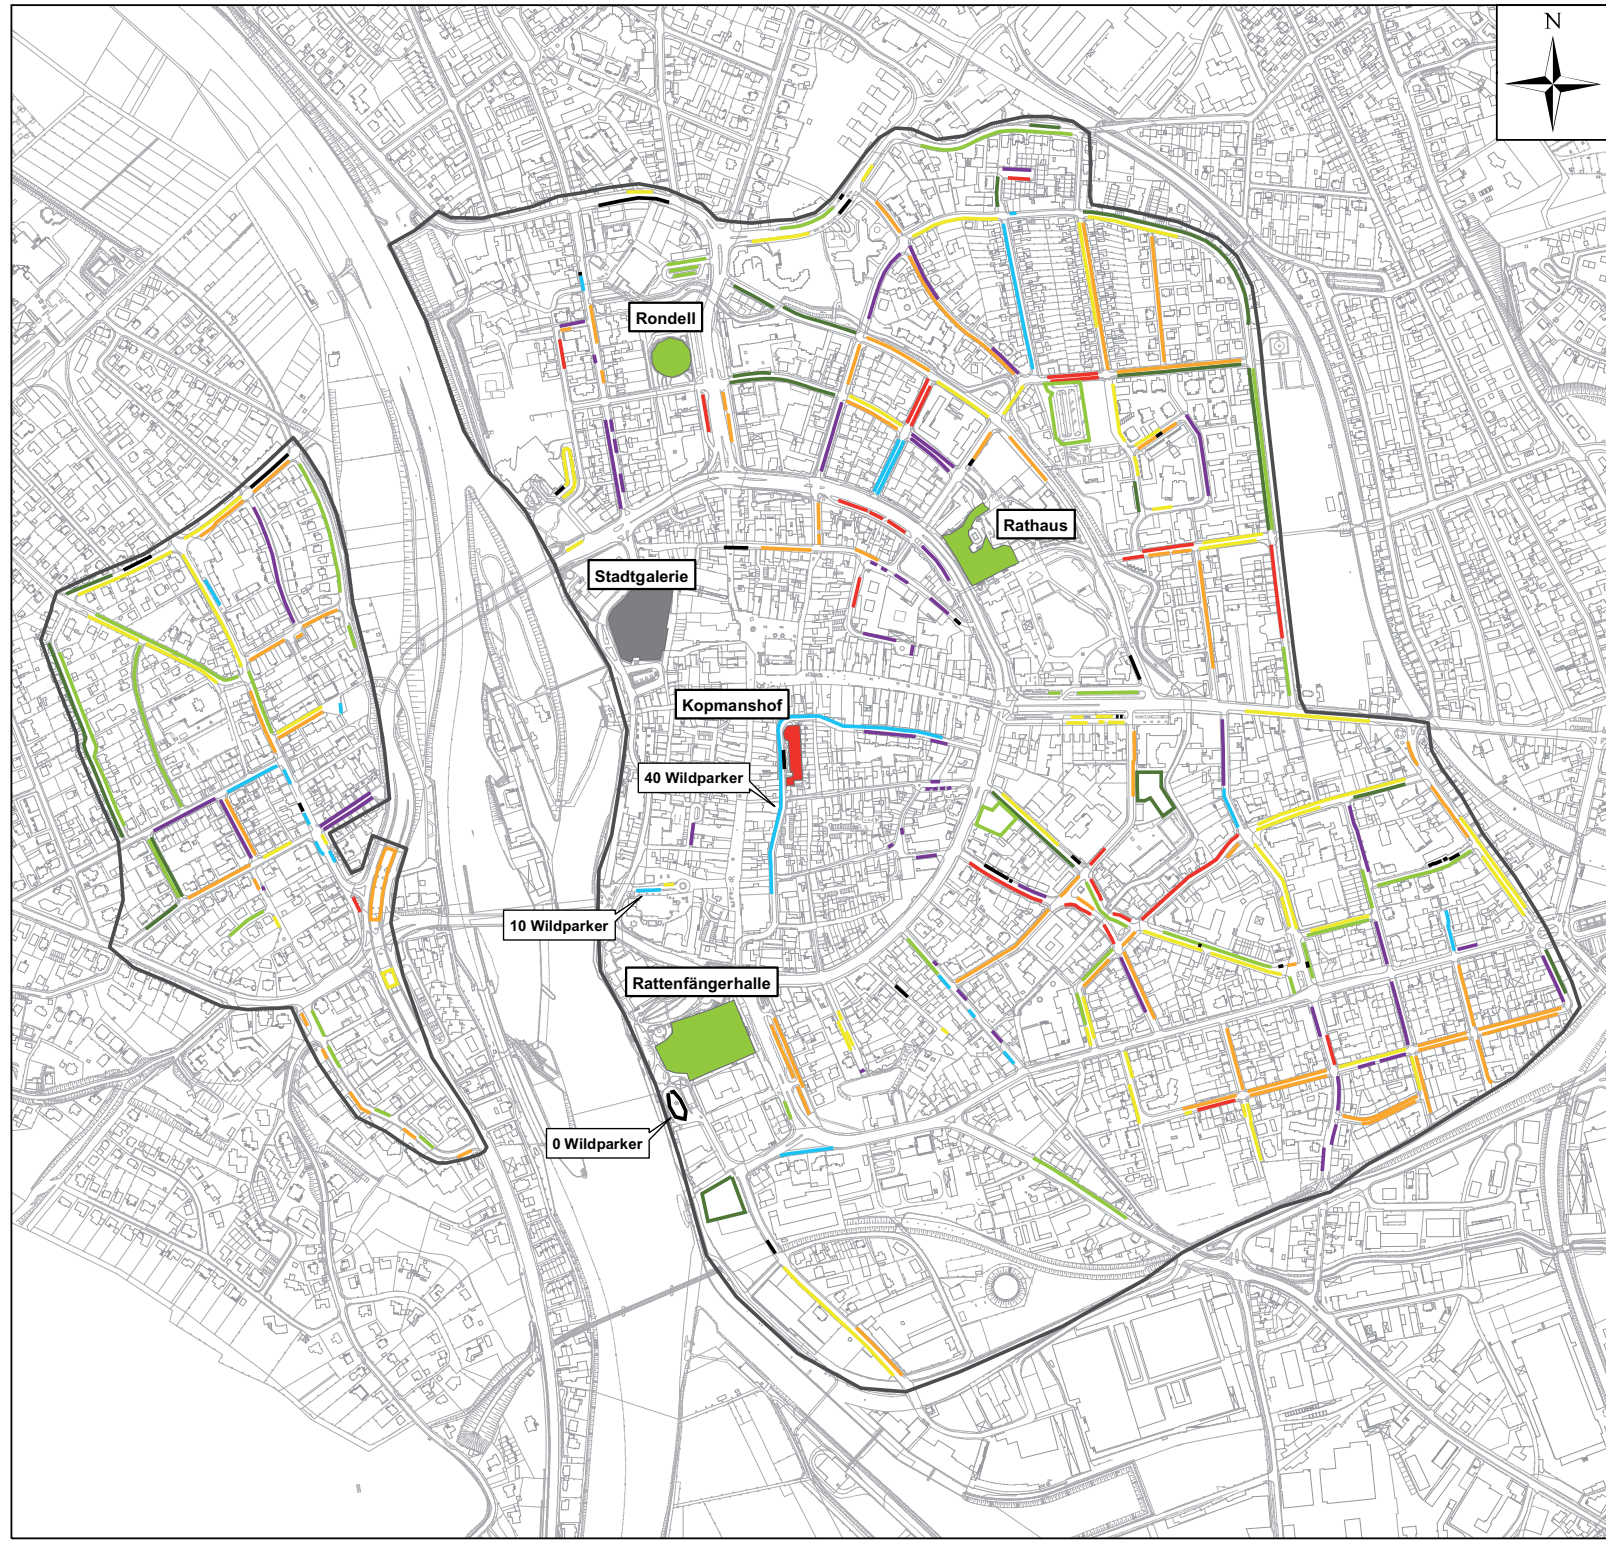 N
Rondell
Rathaus
Stadtgalerie
Kopmanshof
40 Wildparker
10 Wildparker
Rattenfängerhalle
0 Wildparker